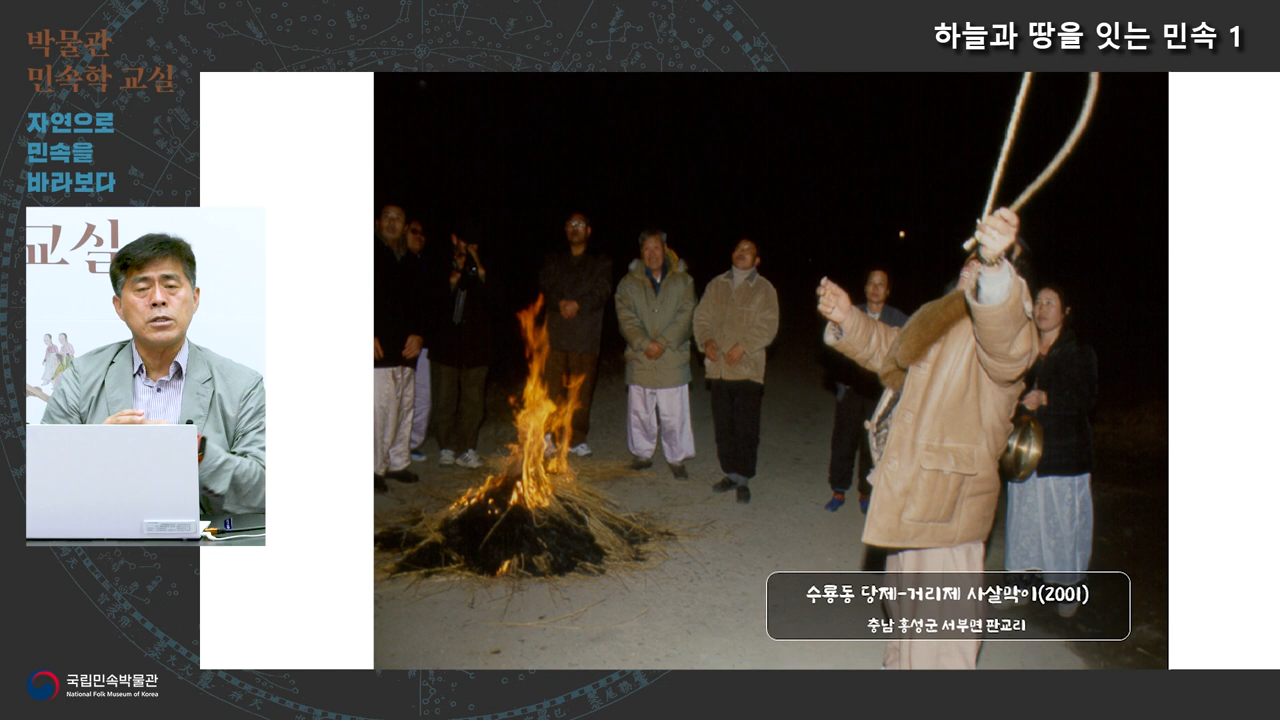 박물관
민속학 교실
자연으로
민속을
바라보다
하늘과 땅을 잇는 민속 1
교실
수룡동 당제-거리제 사살막이(2001)
충남 홍성군 서부면 판교리
국립민속박물관
National Folk Museum of Korea